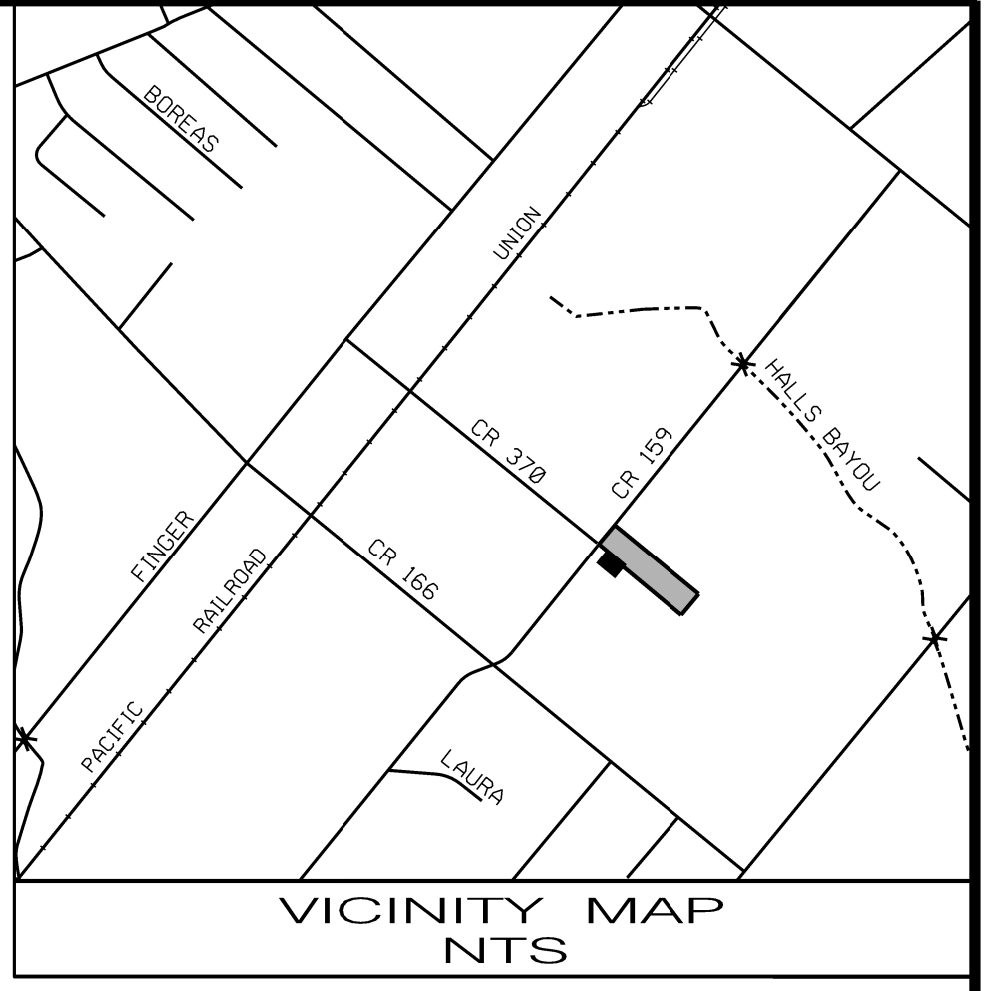 BOREAS
UNION
HALLS BAYOU
CR 370
CR 159
FINGER
RAILROAD
CR 166
PACIFIC
LAURA
VICINITY MAP
NTS